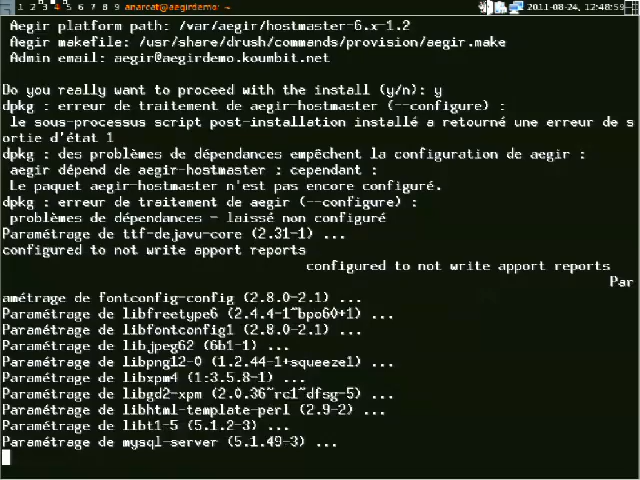 1 2 3 4 5 6 7 8 9 anarcat@aegirdemo: ~ 2011-08-24, 12:48:59
Aegir platform path: /var/aegir/hostmaster-6.x-1.2
Aegir makefile: /usr/share/drush/commands/provision/aegir.make
Admin email: aegir@aegirdemo.koumbit.net
Do you really want to proceed with the install (y/n): y
dpkg : erreur de traitement de aegir-hostmaster (--configure) :
le sous-processus script post-installation installé a retourné une erreur de s
ortie d'état 1
dpkg : des problèmes de dépendances empêchent la configuration de aegir :
aegir dépend de aegir-hostmaster ; cependant :
Le paquet aegir-hostmaster n'est pas encore configuré.
dpkg : erreur de traitement de aegir (--configure) :
problèmes de dépendances - laissé non configuré
Paramétrage de ttf-dejavu-core (2.31-1) ...
configured to not write apport reports
configured to not write apport reports
Par
amétrage de fontconfig-config (2.8.0-2.1) ...
Paramétrage de libfreetype6 (2.4.4-1~bpo60+1) ...
Paramétrage de libfontconfig1 (2.8.0-2.1) ...
Paramétrage de libjpeg62 (6b1-1) ...
Paramétrage de libpng12-0 (1.2.44-1+squeeze1) ...
Paramétrage de libxpm4 (1:3.5.8-1) ...
Paramétrage de libgd2-xpm (2.0.36~rc1~dfsg-5) ...
Paramétrage de libhtml-template-perl (2.9-2) ...
Paramétrage de libt1-5 (5.1.2-3) ...
Paramétrage de mysql-server (5.1.49-3) ...